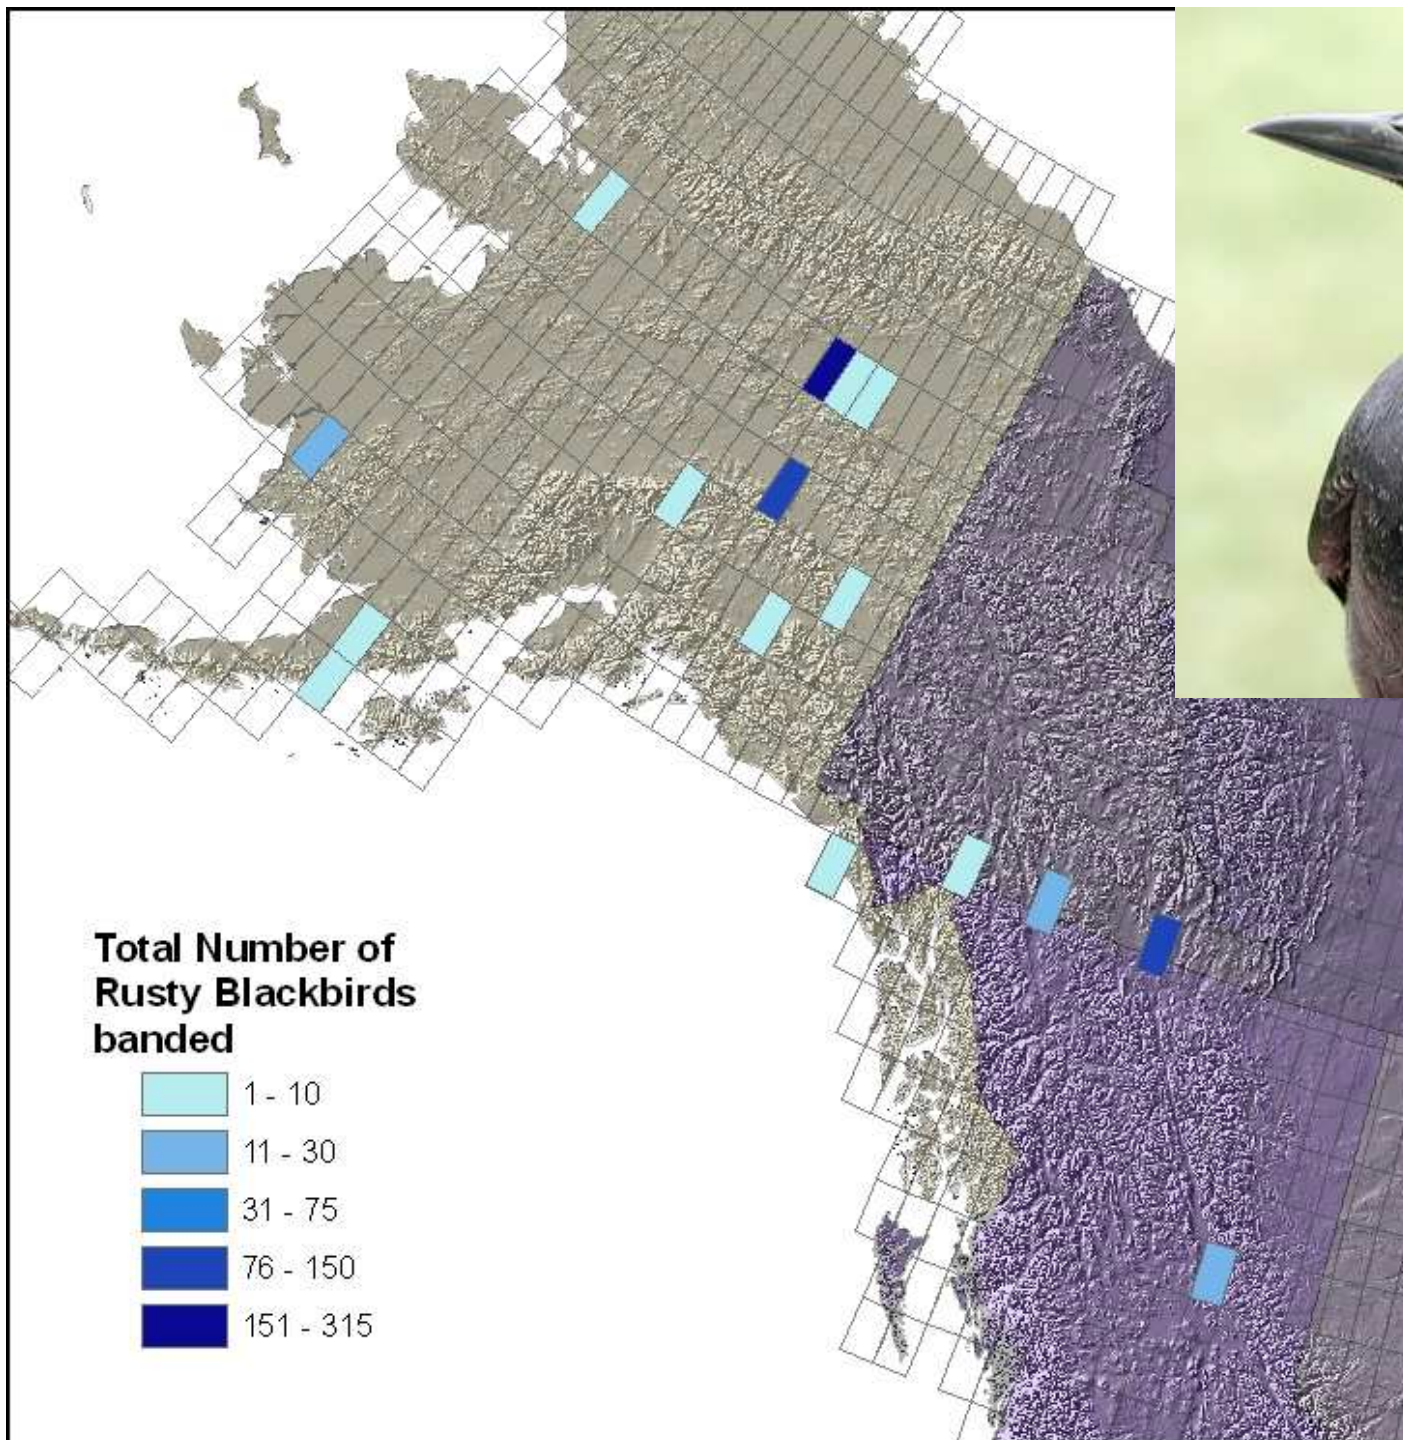 Total Number of
Rusty Blackbirds
banded
1 - 10
11 - 30
31 - 75
76 - 150
151 - 315